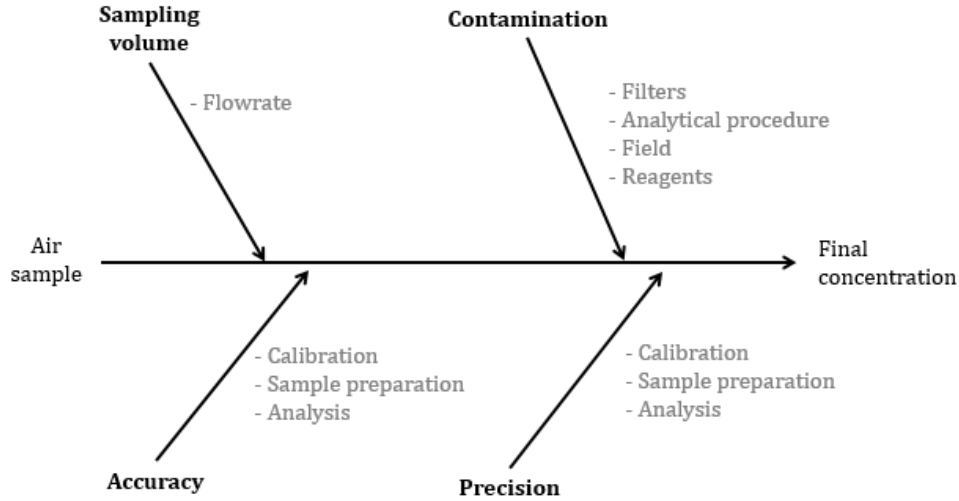 Sampling
volume
- Flowrate
Contamination
- Filters
- Analytical procedure
- Field
- Reagents
Air
sample
Final
concentration
- Calibration
- Sample preparation
- Analysis
Accuracy
- Calibration
- Sample preparation
- Analysis
Precision